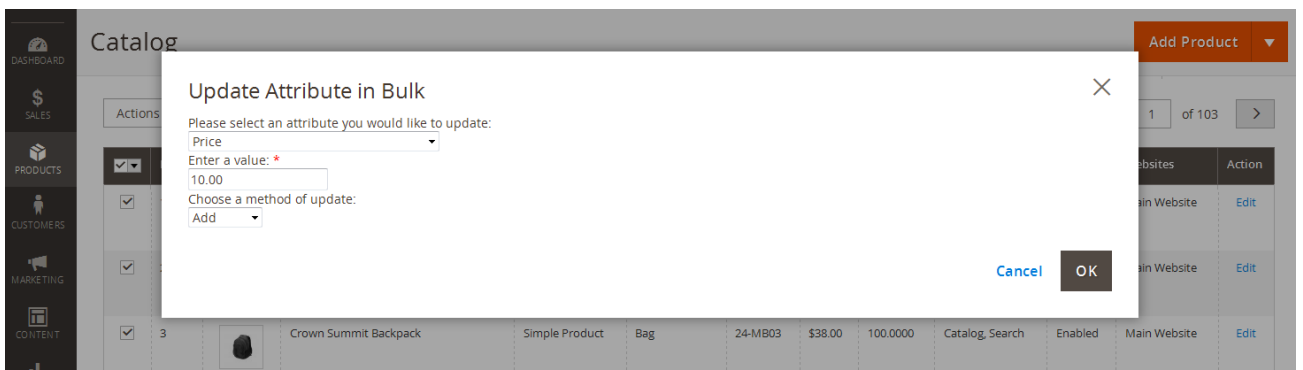 Catalog
Add Product
DASHBOARD
$
SALES
PRODUCTS
CUSTOMERS
MARKETING
CONTENT
Update Attribute in Bulk
Please select an attribute you would like to update:
Price
Enter a value: *
10.00
Choose a method of update:
Add
Cancel
OK
Actions
1 of 103
Action
ain Website Edit
ain Website Edit
3 Crown Summit Backpack Simple Product Bag 24-MB03 $38.00 100.0000 Catalog, Search Enabled Main Website Edit